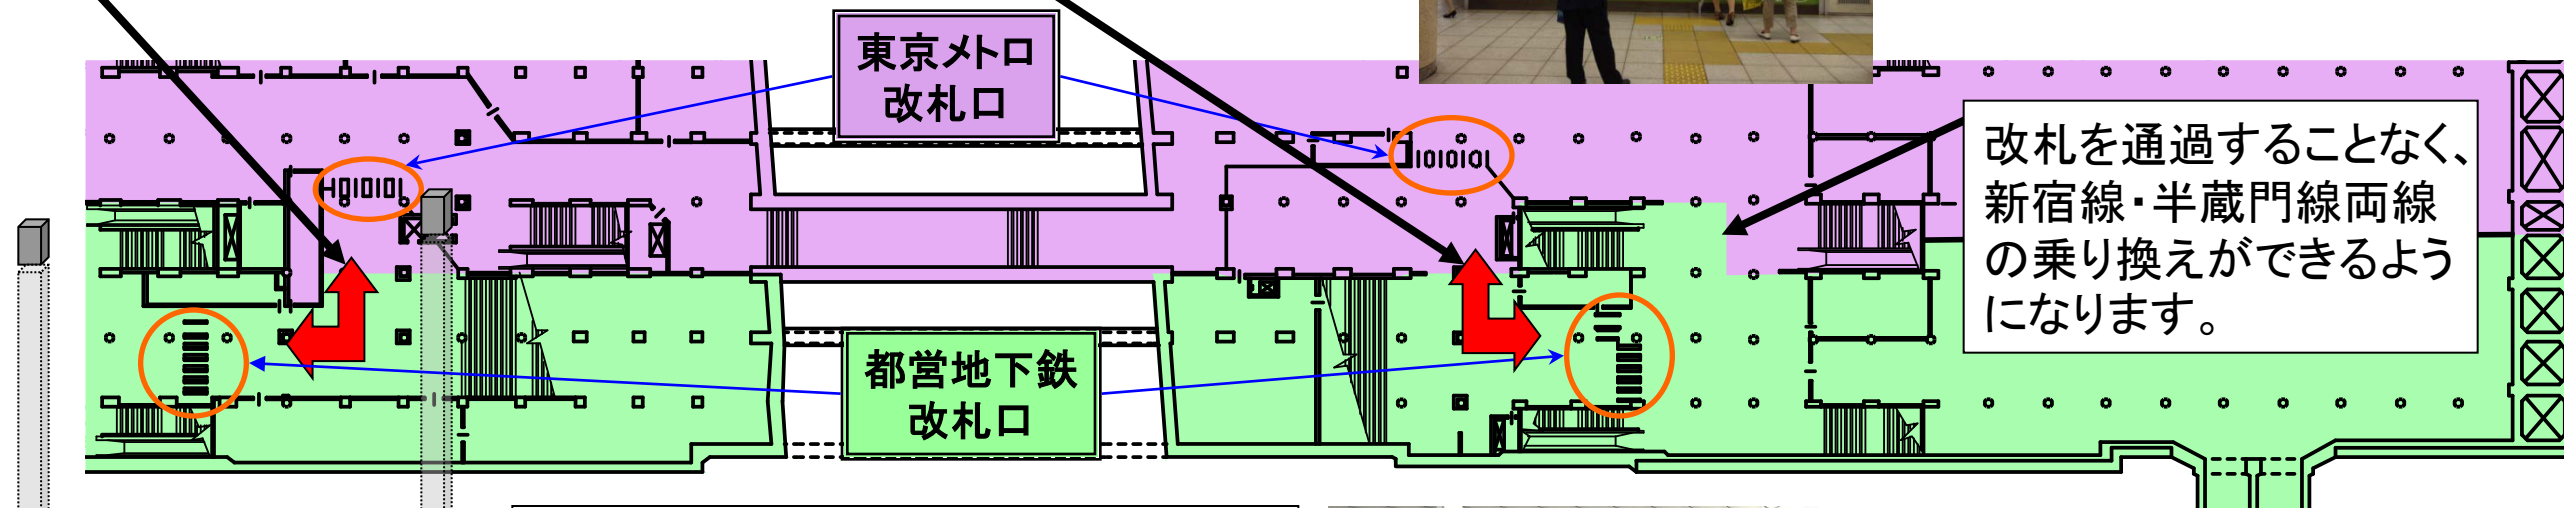 東京メトロ
改札口
改札を通過することなく、
新宿線・半蔵門線両線
の乗り換えができるよう
になります。
都営地下鉄
改札口